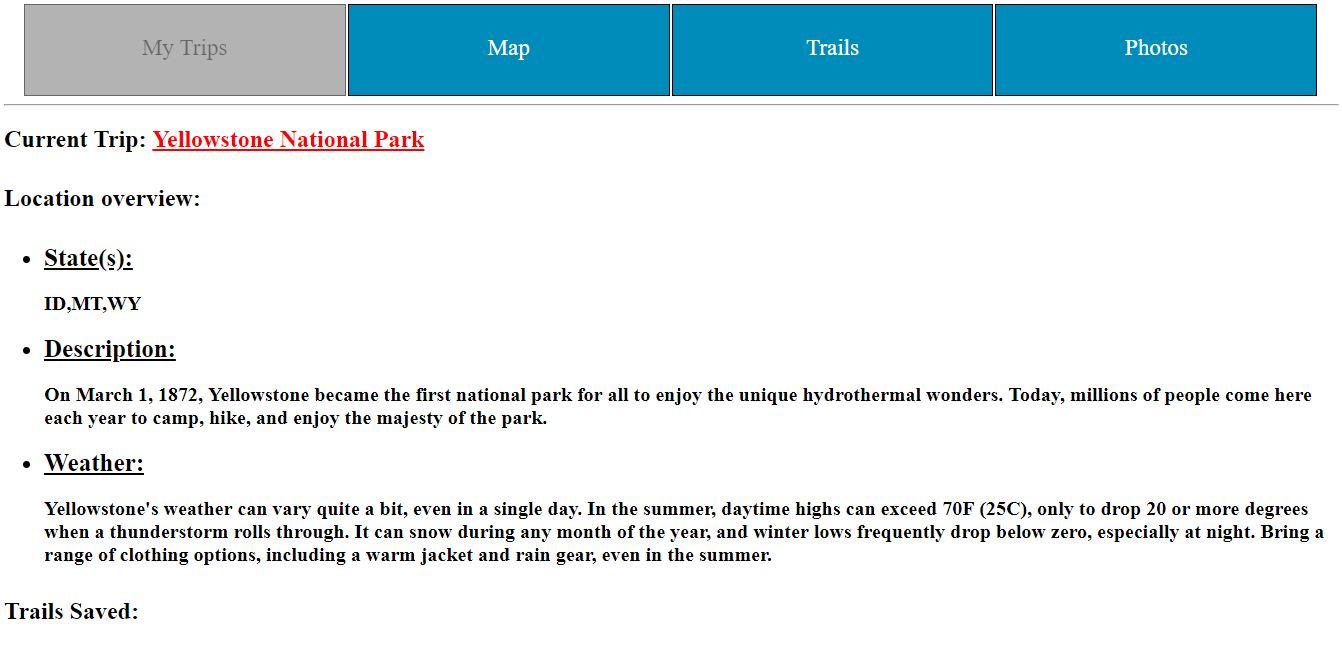 My Trips
Map
Trails
Photos
Current Trip: Yellowstone National Park
Location overview:
State(s):
ID,MT,WY
Description:
On March 1, 1872, Yellowstone became the first national park for all to enjoy the unique hydrothermal wonders. Today, millions of people come here
each year to camp, hike, and enjoy the majesty of the park.
Weather:
Yellowstone's weather can vary quite a bit, even in a single day. In the summer, daytime highs can exceed 70F (25C), only to drop 20 or more degrees
when a thunderstorm rolls through. It can snow during any month of the year, and winter lows frequently drop below zero, especially at night. Bring a
range of clothing options, including a warm jacket and rain gear, even in the summer.
Trails Saved: